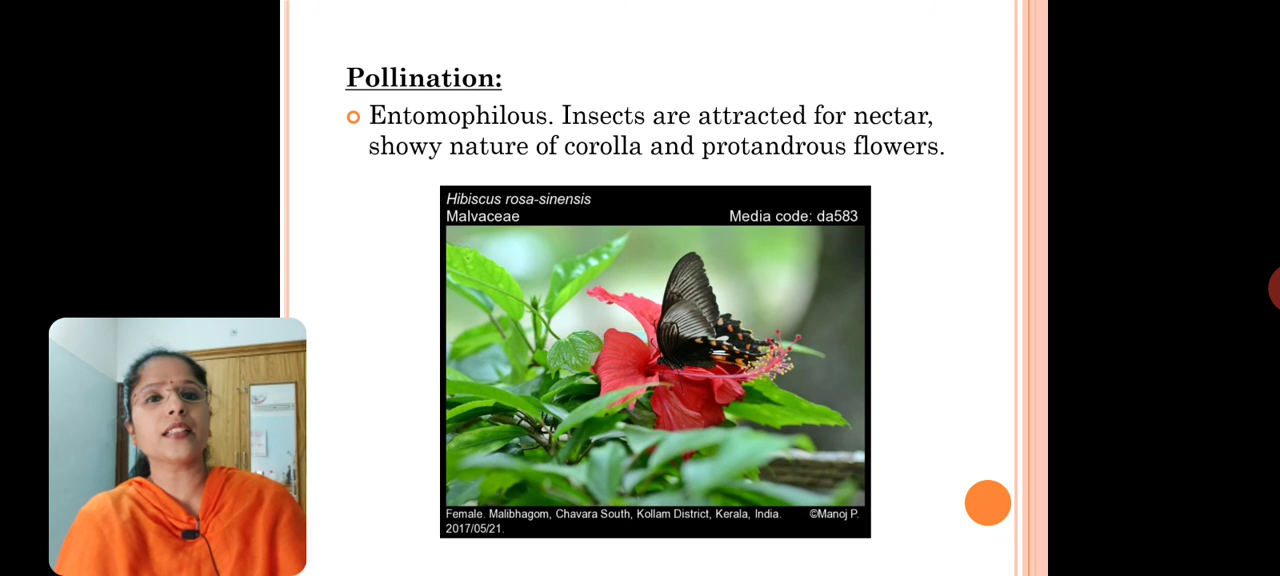 Pollination:
Entomophilous. Insects are attracted for nectar,
showy nature of corolla and protandrous flowers.
Hibiscus rosa-sinensis
Malvaceae Media code: da583
Female. Malibhagom, Chavara South, Kollam District, Kerala, India. ©Manoj P.
2017/05/21.